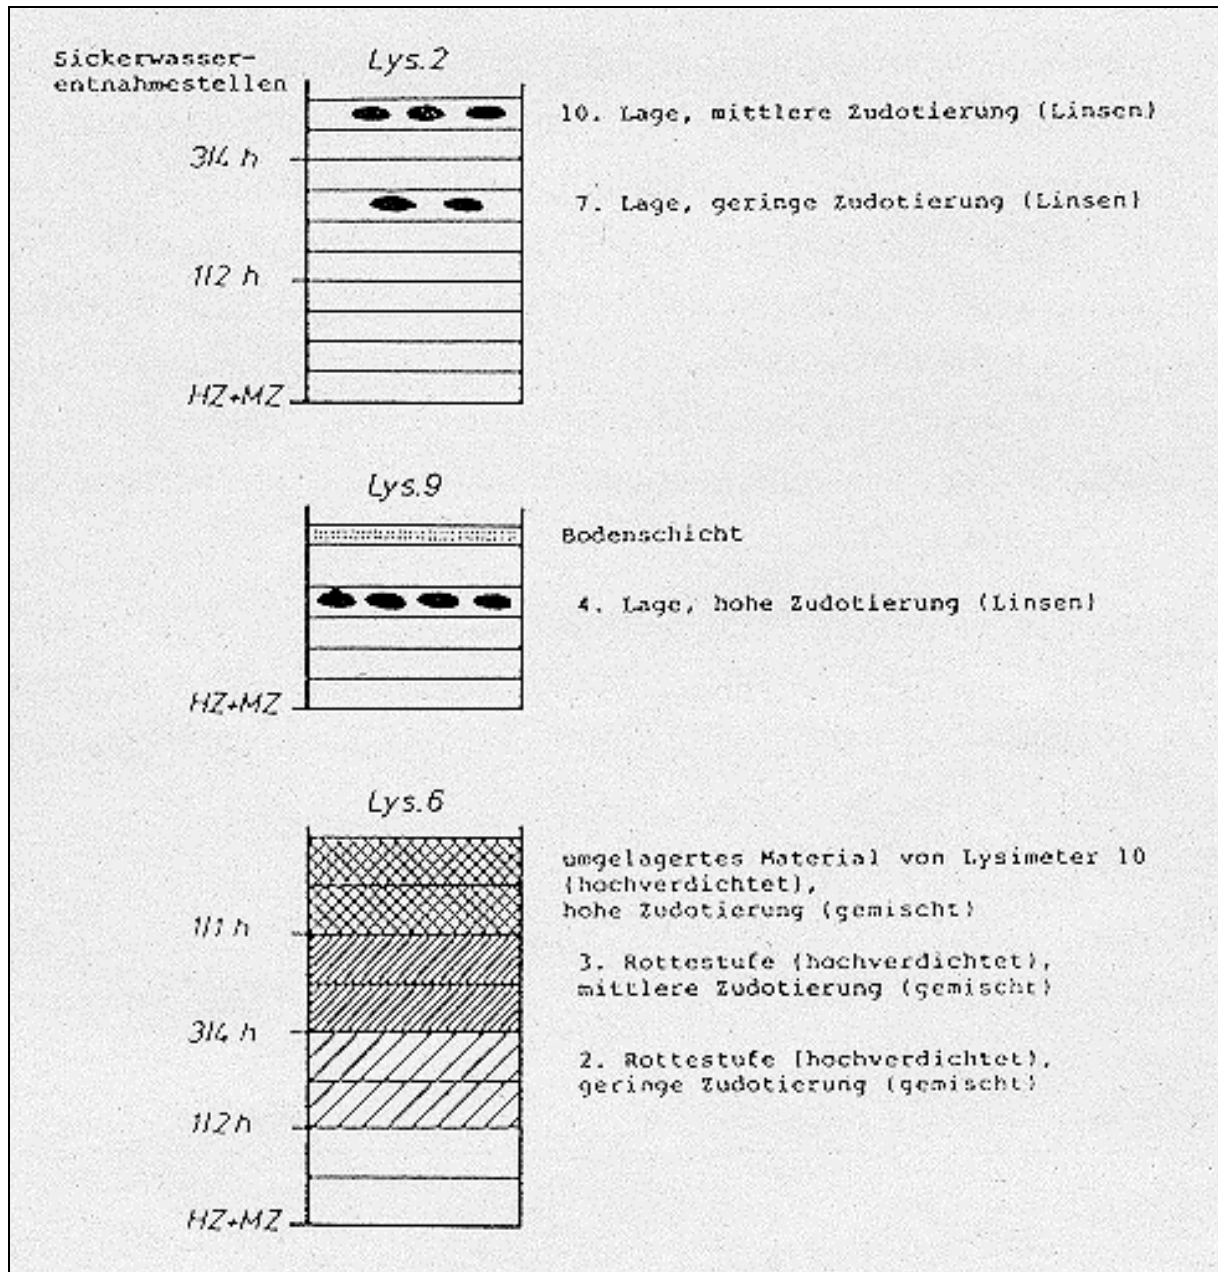 Sickerwasser-
entnahmestellen
Lys.2
10. Lage, mittlere Zudotierung (Linsen)
3/4 h
7. Lage, geringe Zudotierung (Linsen)
1/2 h
HZ+MZ
Lys.9
Bodenschicht
4. Lage, hohe Zudotierung (Linsen)
HZ+MZ
Lys.6
umgelagertes Material von Lysimeter 10
(hochverdichtet),
hohe Zudotierung (gemischt)
1/1 h
3. Rottestufe (hochverdichtet),
mittlere Zudotierung (gemischt)
3/4 h
2. Rottestufe (hochverdichtet),
geringe Zudotierung (gemischt)
1/2 h
HZ+MZ